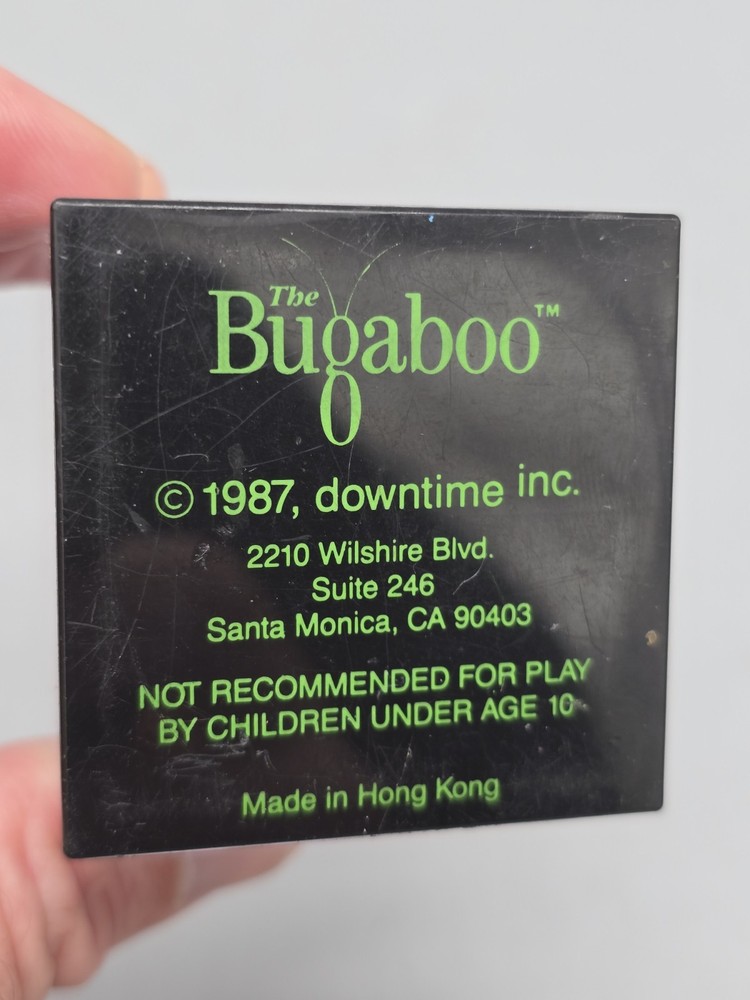 The
Bugaboo™
© 1987, downtime inc.
2210 Wilshire Blvd.
Suite 246
Santa Monica, CA 90403
NOT RECOMMENDED FOR PLAY
BY CHILDREN UNDER AGE 10
Made in Hong Kong